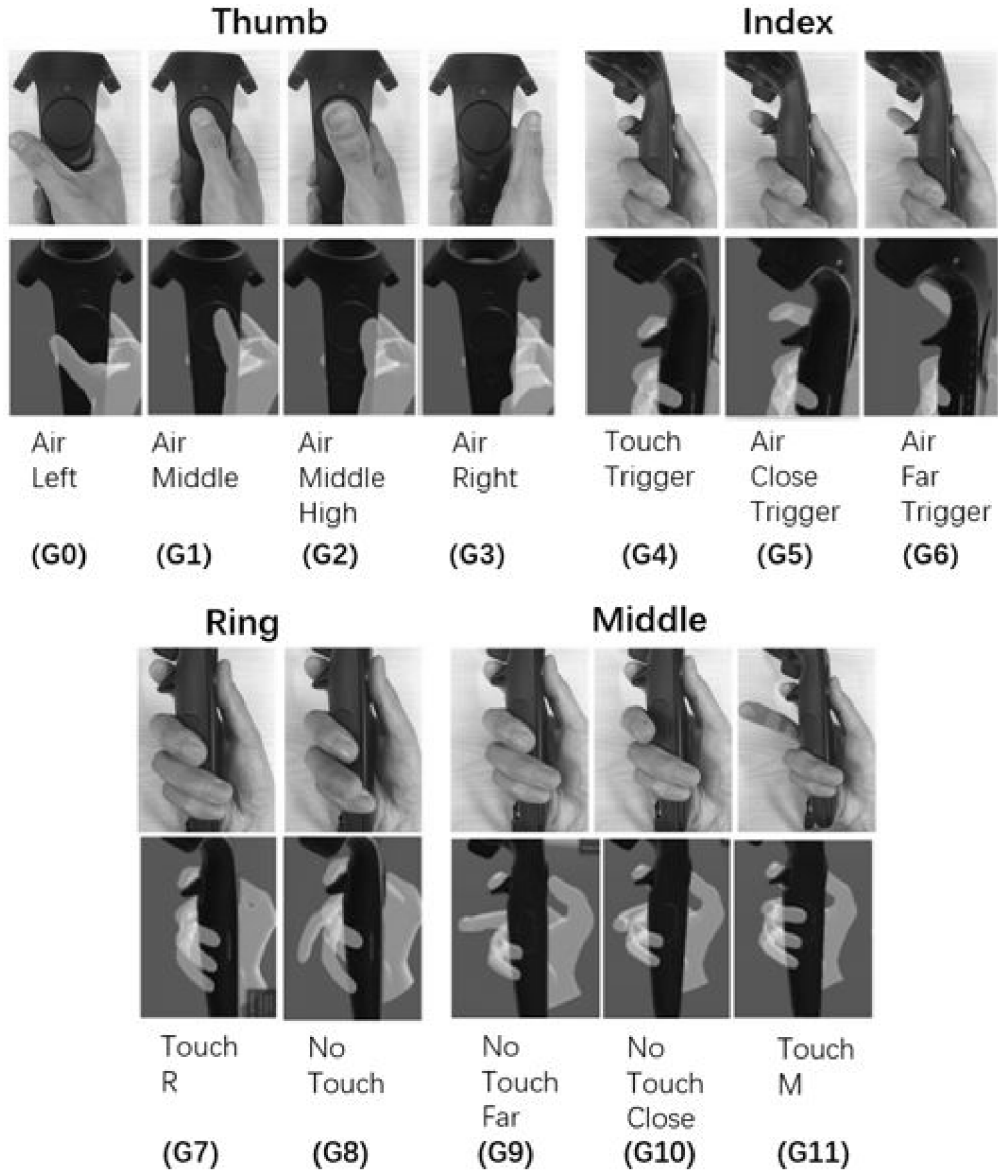 Thumb
Index
Air Left
Air Middle
Air Middle High
Air Right
Touch Trigger
Air Close Trigger
Air Far Trigger
(G0)
(G1)
(G2)
(G3)
(G4)
(G5)
(G6)
Ring
Middle
Touch R
No Touch
No Touch Far
No Touch Close
Touch M
(G7)
(G8)
(G9)
(G10)
(G11)